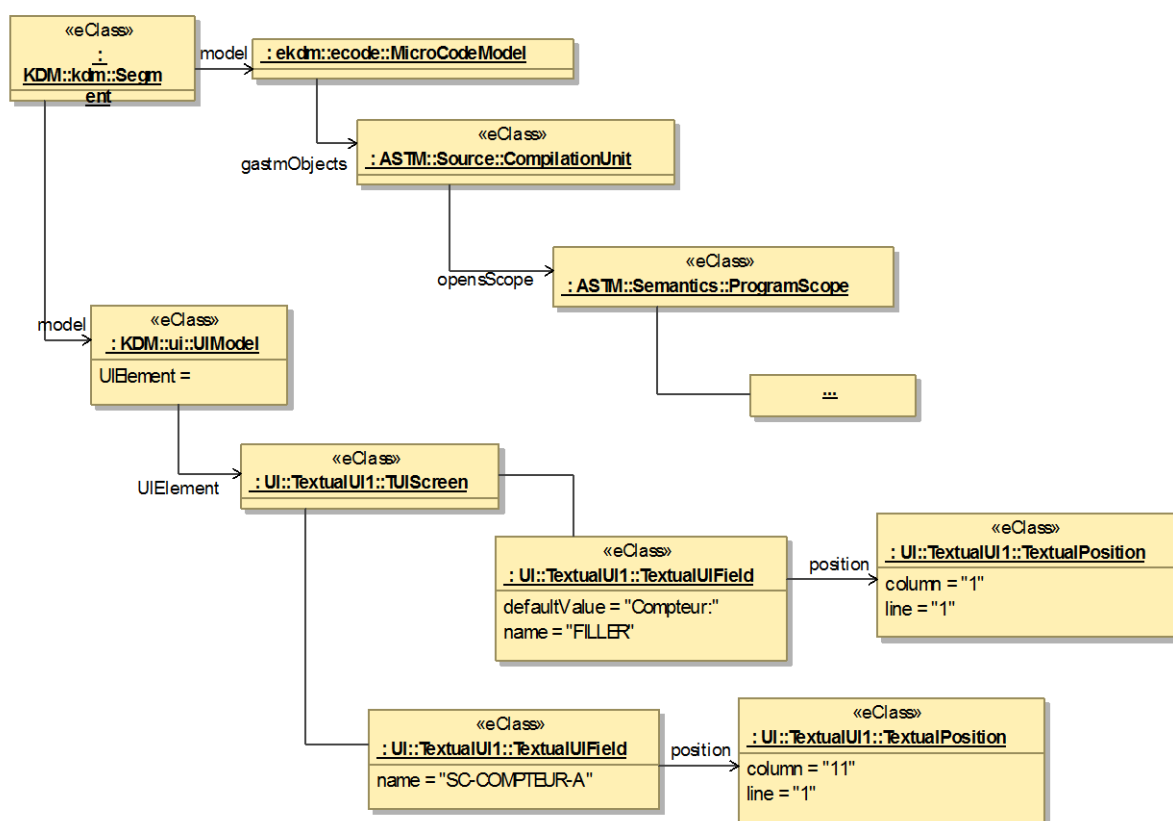 «eClass»
:
KDM::kdm::Segm
ent
model
: ekdm::ecode::MicroCodeModel
gastmObjects
«eClass»
: ASTM::Source::CompilationUnit
opensScope
«eClass»
: ASTM::Semantics::ProgramScope
...
model
«eClass»
: KDM::ui::UIModel
UIElement =
UIElement
«eClass»
: UI::TextualUI1::TUIScreen
«eClass»
: UI::TextualUI1::TextualUIField
defaultValue = "Compteur:"
name = "FILLER"
position
«eClass»
: UI::TextualUI1::TextualPosition
column = "1"
line = "1"
«eClass»
: UI::TextualUI1::TextualUIField
name = "SC-COMPTEUR-A"
position
«eClass»
: UI::TextualUI1::TextualPosition
column = "11"
line = "1"